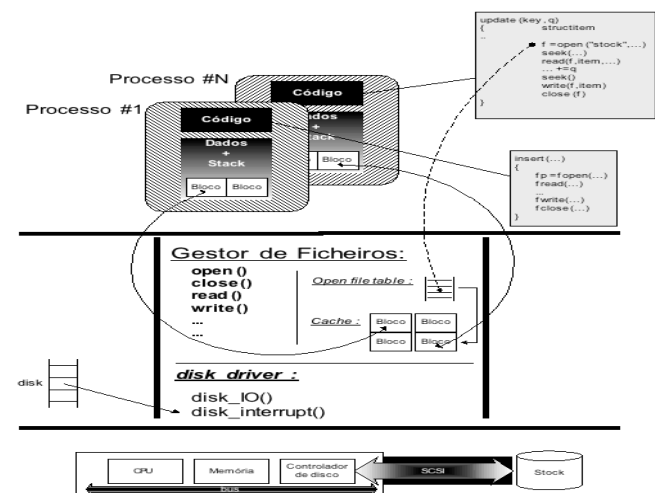 update (key, q)
{ structitem
..
f =open ("stock",...)
seek(...)
read(f,item,...)
... +=q
seek()
write(f,item)
close (f)
}
Processo #N
Processo #1
Código
Código
Dados
+
Stack
Bloco Bloco
ados
+
tack
Bloco
insert(...)
{
fp =fopen(...)
fread(...)
...
fwrite(...)
fclose(...)
}
Gestor de Ficheiros:
open ()
close()
read ()
write()
...
...
Open file table :
Cache :
Bloco Bloco
Bloco Bloco
disk driver :
disk_IO()
disk_interrupt()
disk
CPU
Memória
Controlador
de disco
SCSI
Stock
bus